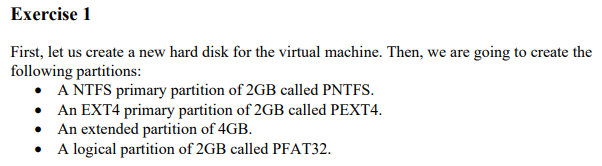 Exercise 1
First, let us create a new hard disk for the virtual machine. Then, we are going to create the
following partitions:
• A NTFS primary partition of 2GB called PNTFS.
• An EXT4 primary partition of 2GB called PEXT4.
• An extended partition of 4GB.
• A logical partition of 2GB called PFAT32.